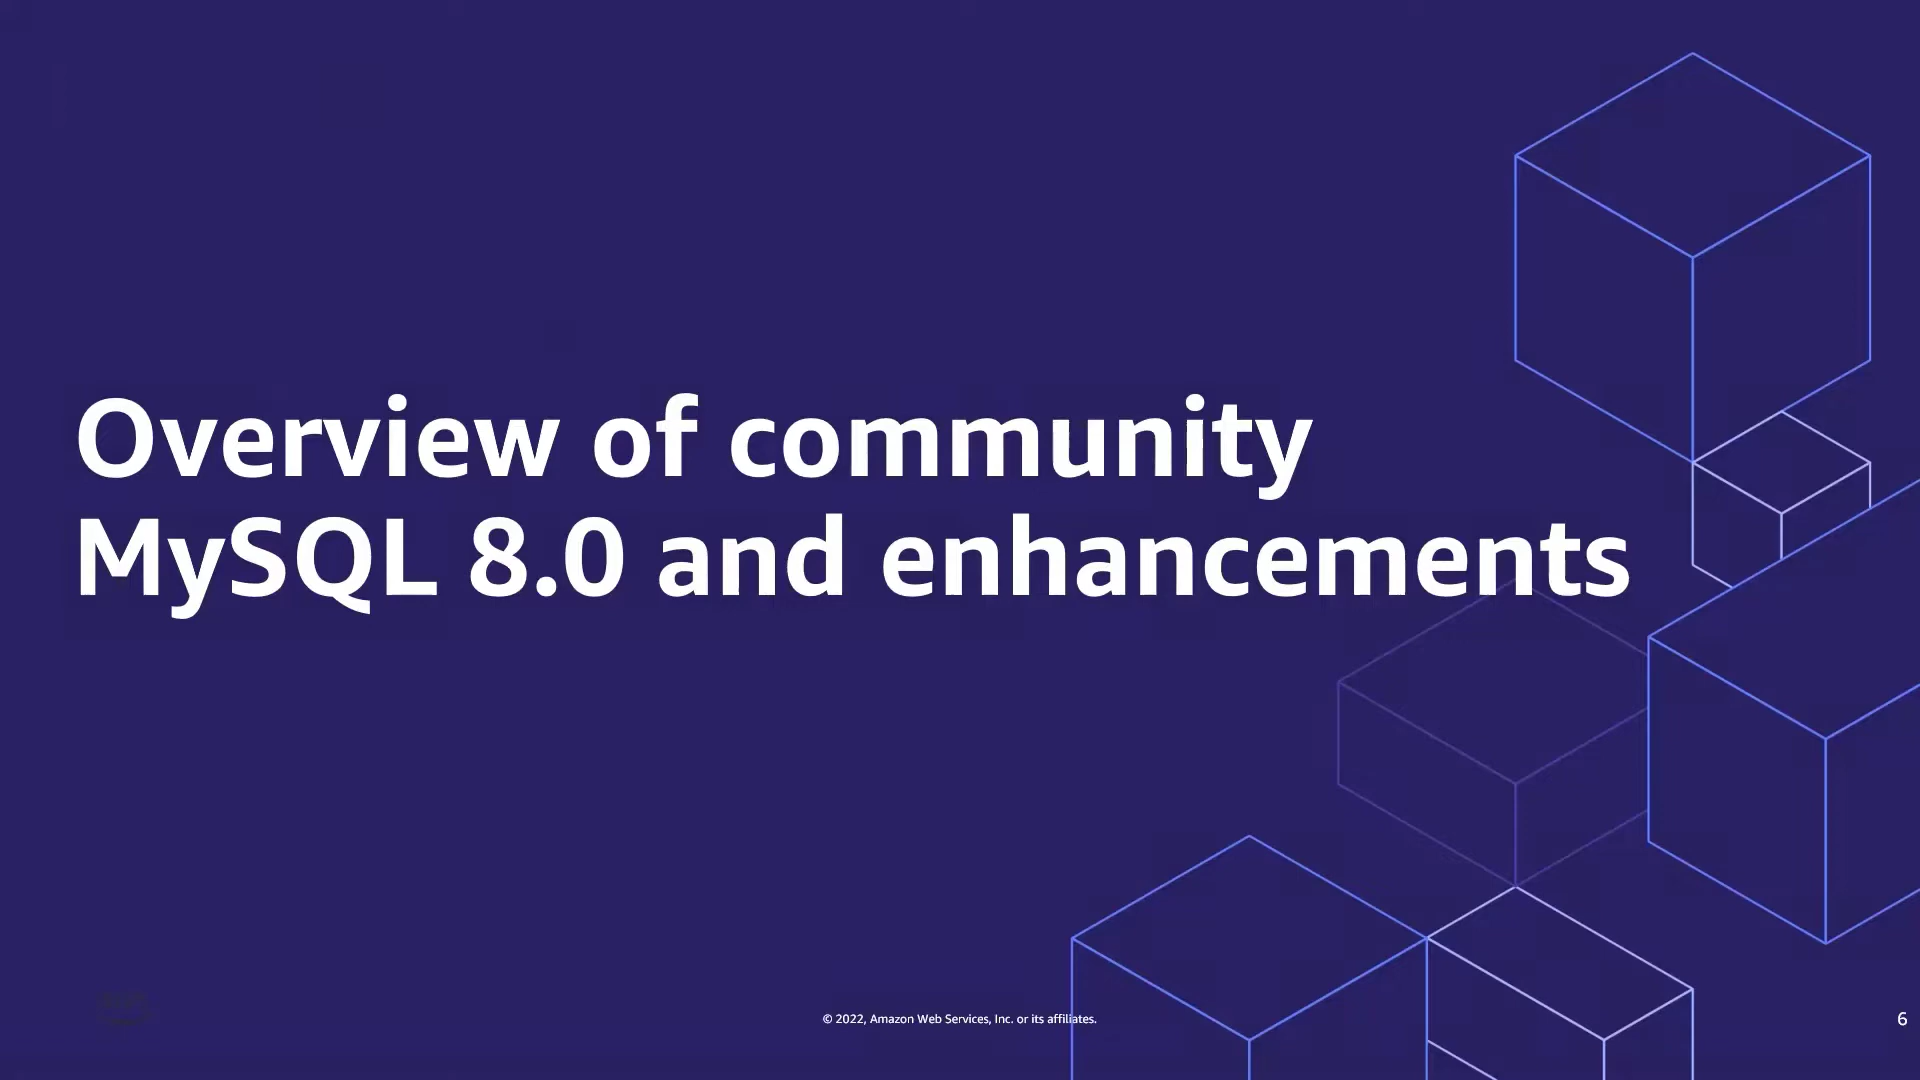 Overview of community
MySQL 8.0 and enhancements
© 2022, Amazon Web Services, Inc. or its affiliates.
6